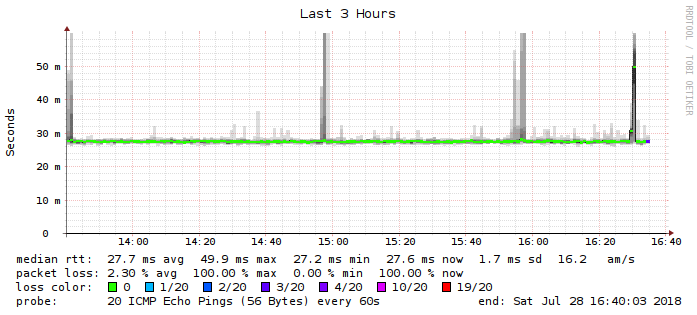 Last 3 Hours
RRDTOOL / TOBI OETIKER
Seconds
50 m
40 m
30 m
20 m
10 m
0
14:00 14:20 14:40 15:00 15:20 15:40 16:00 16:20 16:40
median rtt: 27.7 ms avg 49.9 ms max 27.2 ms min 27.6 ms now 1.7 ms sd 16.2 am/s
packet loss: 2.30 % avg 100.00 % max 0.00 % min 100.00 % now
loss color: 0 1/20 2/20 3/20 4/20 10/20 19/20
probe: 20 ICMP Echo Pings (56 Bytes) every 60s end: Sat Jul 28 16:40:03 2018